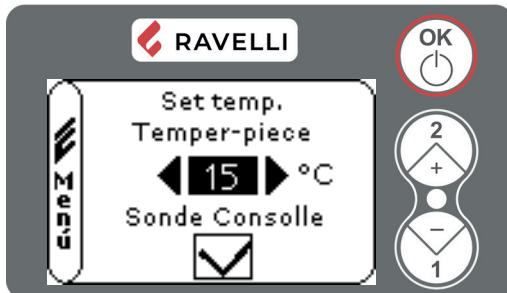 RAVELLI
OK
Set temp.
Temper-piece
15 °C
Sonde Consolle
Menú
2
+
−
1